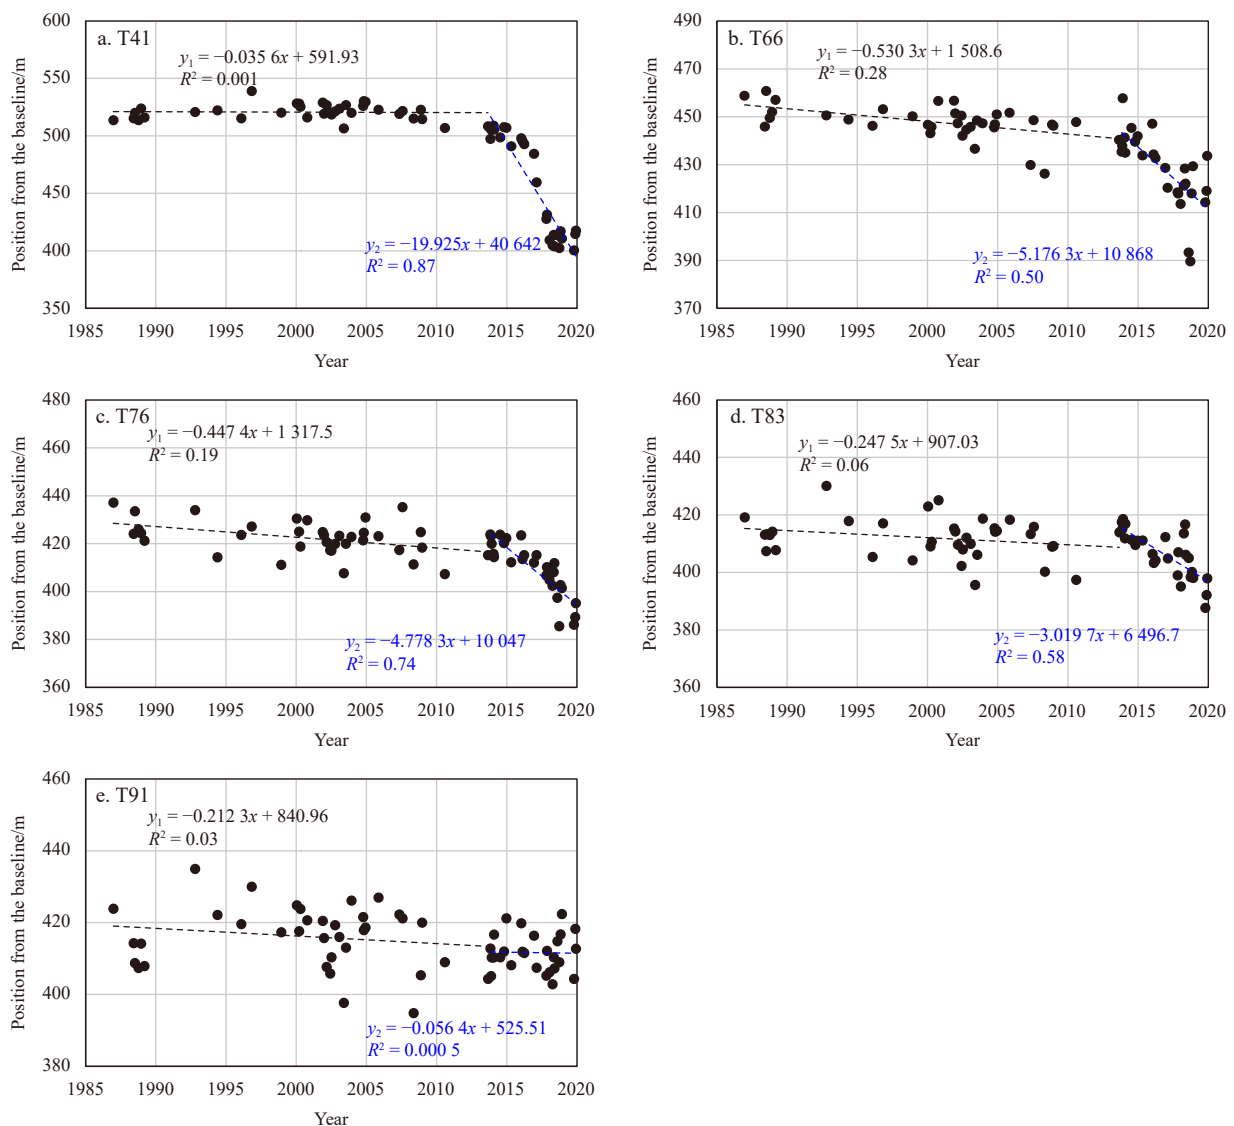 a. T41
y₁ = −0.035 6x + 591.93
R² = 0.001
y₂ = −19.925x + 40 642
R² = 0.87
Position from the baseline/m
600
550
500
450
400
350
1985 1990 1995 2000 2005 2010 2015 2020
Year
b. T66
y₁ = −0.530 3x + 1 508.6
R² = 0.28
y₂ = −5.176 3x + 10 868
R² = 0.50
Position from the baseline/m
490
470
450
430
410
390
370
1985 1990 1995 2000 2005 2010 2015 2020
Year
c. T76
y₁ = −0.447 4x + 1 317.5
R² = 0.19
y₂ = −4.778 3x + 10 047
R² = 0.74
Position from the baseline/m
480
460
440
420
400
380
360
1985 1990 1995 2000 2005 2010 2015 2020
Year
d. T83
y₁ = −0.247 5x + 907.03
R² = 0.06
y₂ = −3.019 7x + 6 496.7
R² = 0.58
Position from the baseline/m
460
440
420
400
380
360
1985 1990 1995 2000 2005 2010 2015 2020
Year
e. T91
y₁ = −0.212 3x + 840.96
R² = 0.03
y₂ = −0.056 4x + 525.51
R² = 0.000 5
Position from the baseline/m
460
440
420
400
380
1985 1990 1995 2000 2005 2010 2015 2020
Year